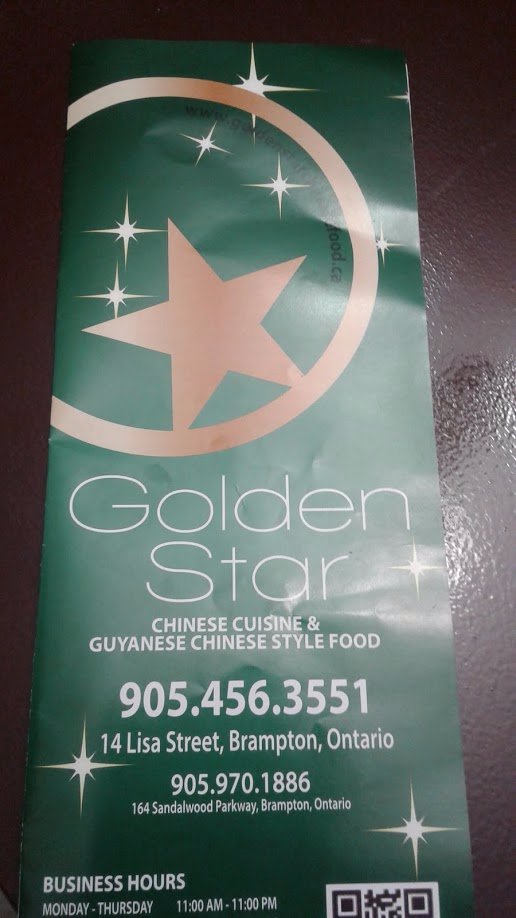 Golden
Star
CHINESE CUISINE &
GUYANESE CHINESE STYLE FOOD
905.456.3551
14 Lisa Street, Brampton, Ontario
905.970.1886
164 Sandalwood Parkway, Brampton, Ontario
BUSINESS HOURS
MONDAY - THURSDAY 11:00 AM - 11:00 PM